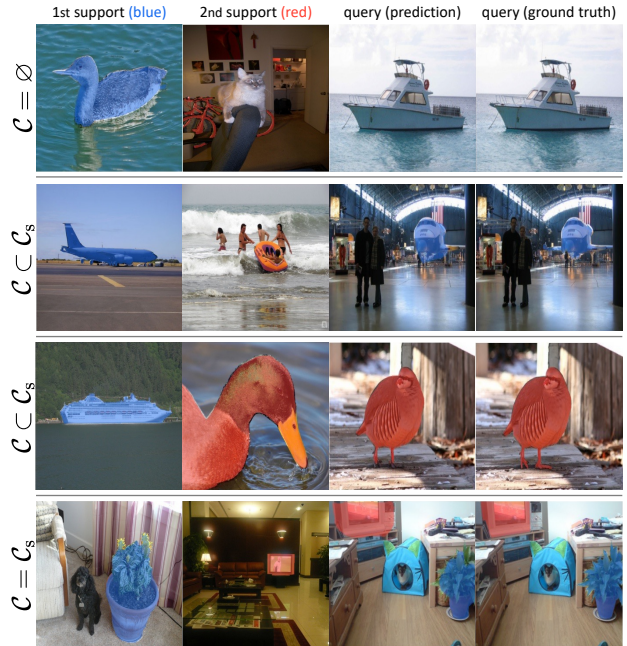 1st support (blue) 2nd support (red) query (prediction) query (ground truth)
𝒞 = ∅
𝒞 ⊂ 𝒞s
𝒞 ⊂ 𝒞s
𝒞 = 𝒞s